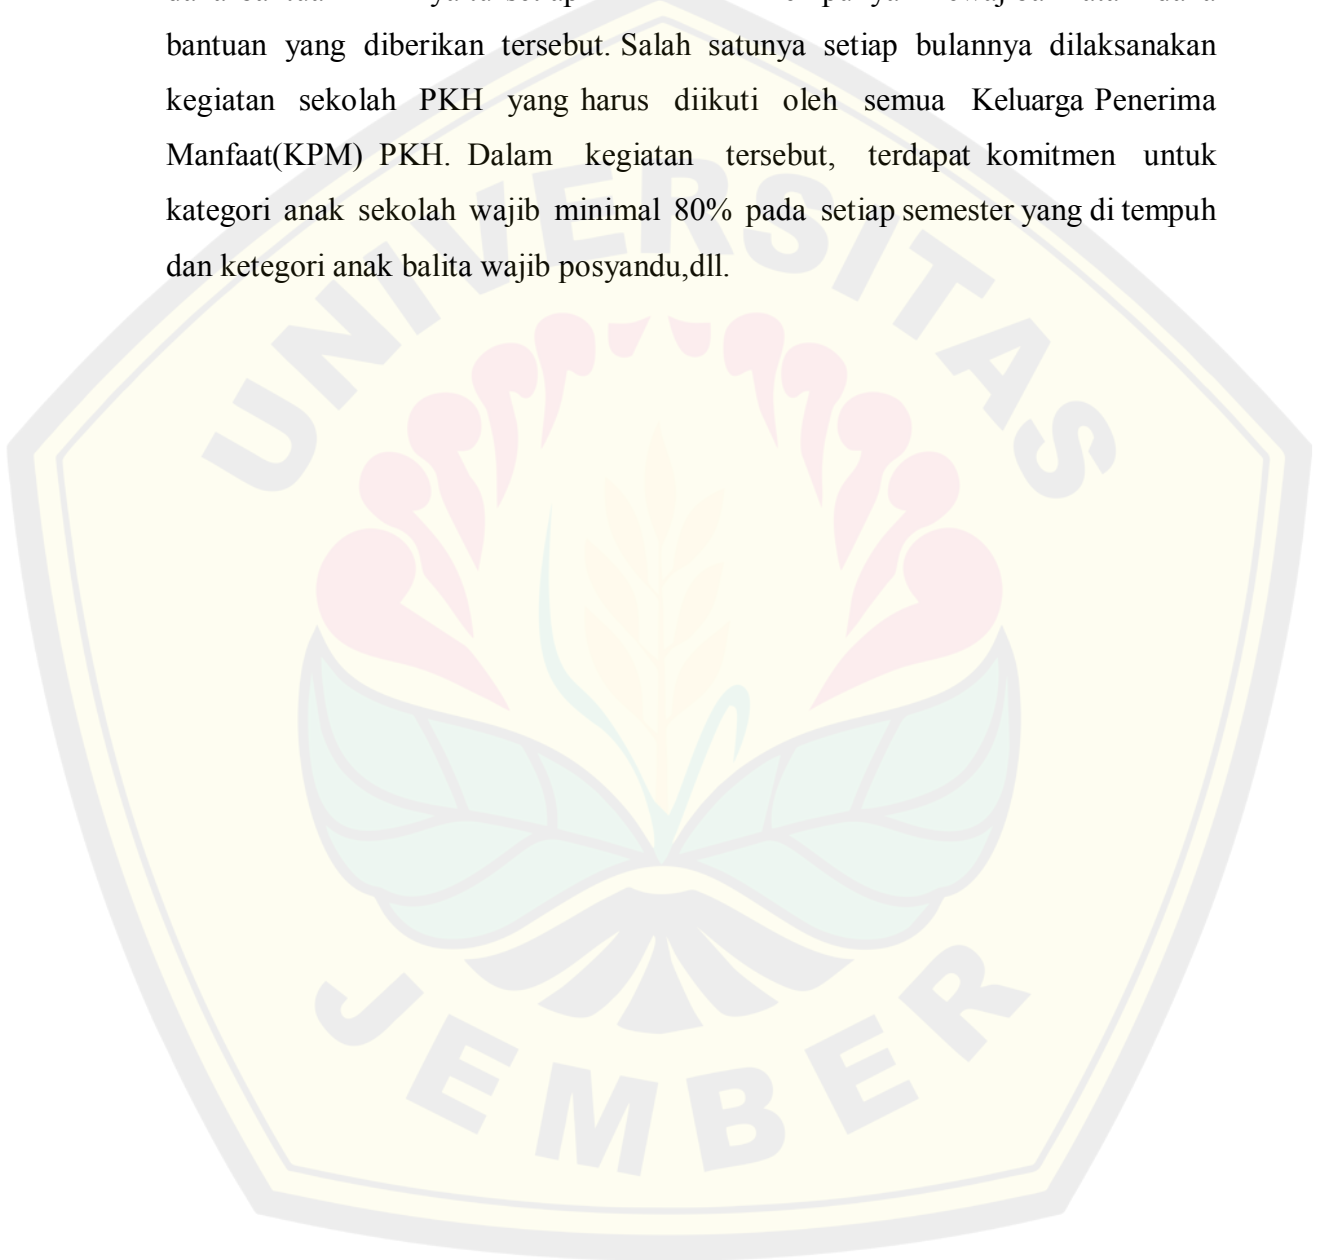 bantuan yang diberikan tersebut. Salah satunya setiap bulannya dilaksanakan
kegiatan sekolah PKH yang harus diikuti oleh semua Keluarga Penerima
Manfaat(KPM) PKH. Dalam kegiatan tersebut, terdapat komitmen untuk
kategori anak sekolah wajib minimal 80% pada setiap semester yang di tempuh
dan ketegori anak balita wajib posyandu,dll.
UNIVERSITAS
JEMBER